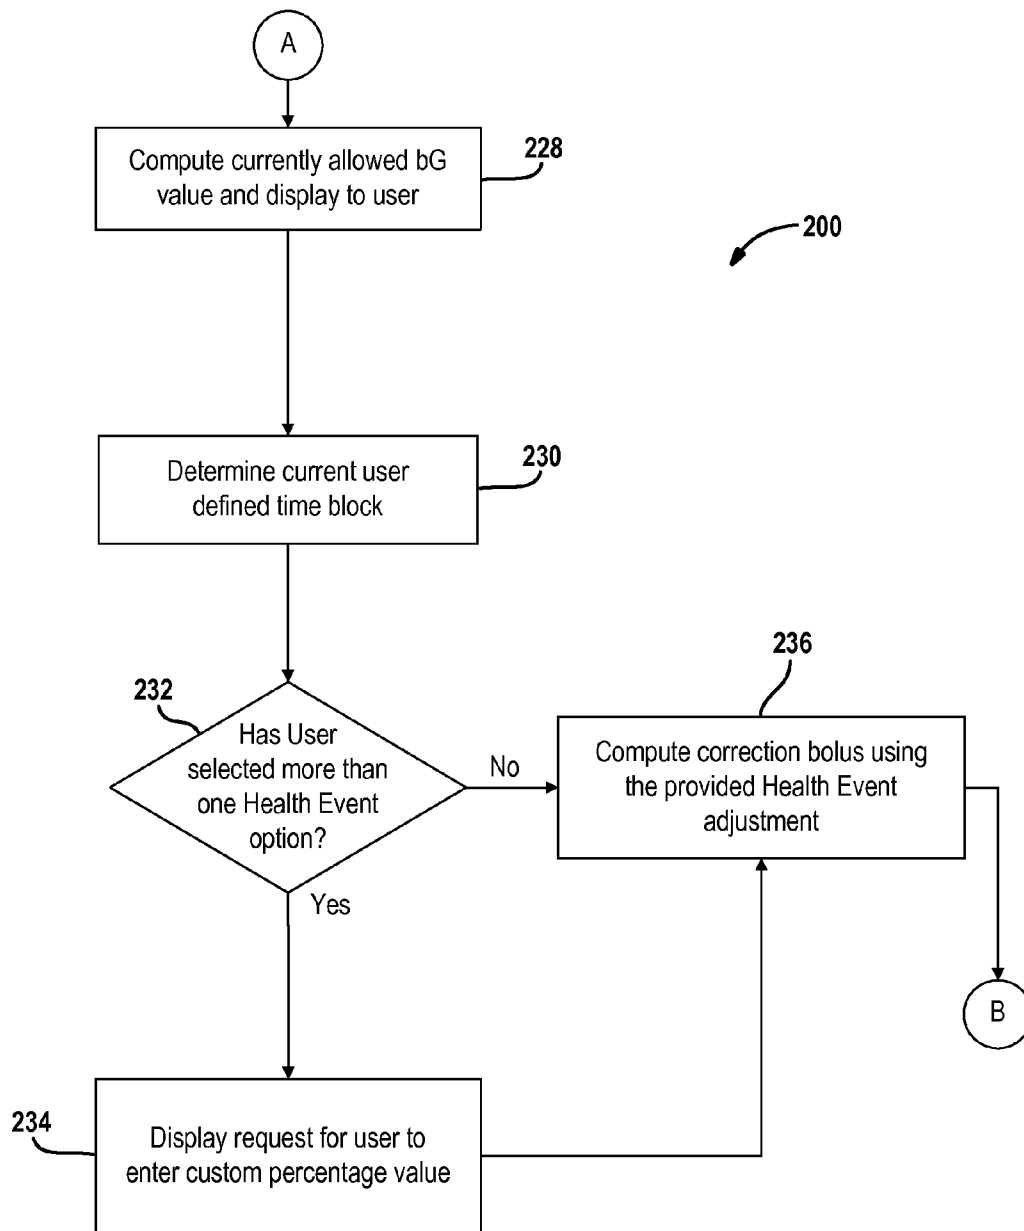 A
Compute currently allowed bG
value and display to user
228
200
Determine current user
defined time block
230
232
Has User
selected more than
one Health Event
option?
No
Yes
236
Compute correction bolus using
the provided Health Event
adjustment
B
234
Display request for user to
enter custom percentage value